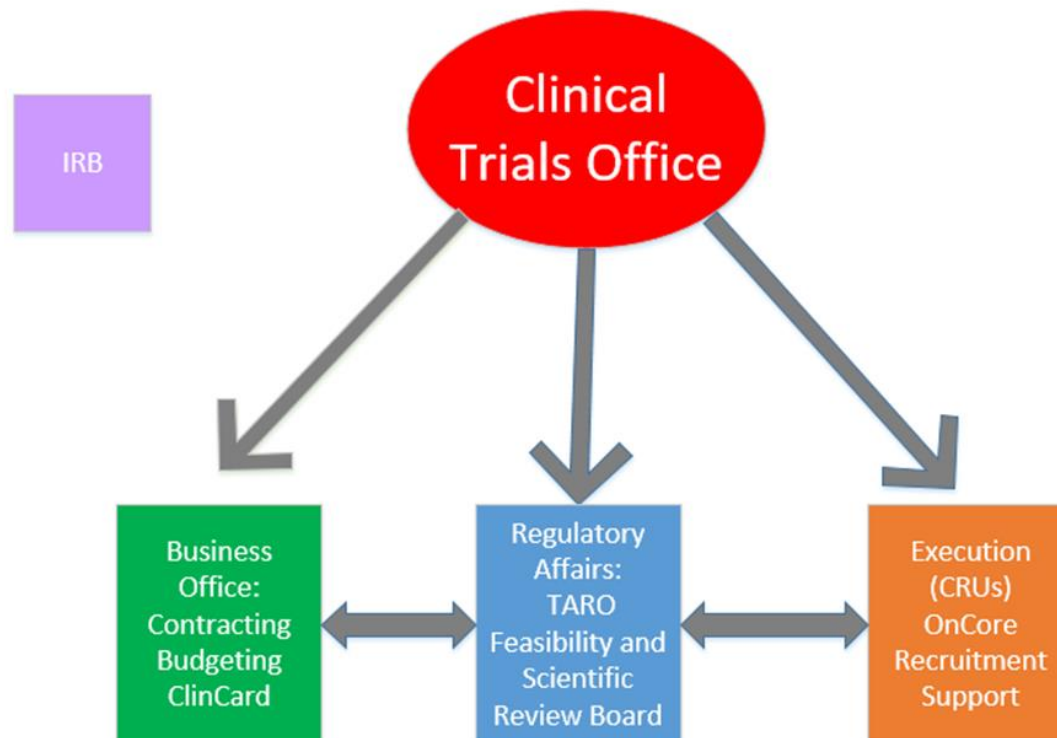 Clinical
Trials Office
IRB
Business
Office:
Contracting
Budgeting
ClinCard
Regulatory
Affairs:
TARO
Feasibility and
Scientific
Review Board
Execution
(CRUs)
OnCore
Recruitment
Support